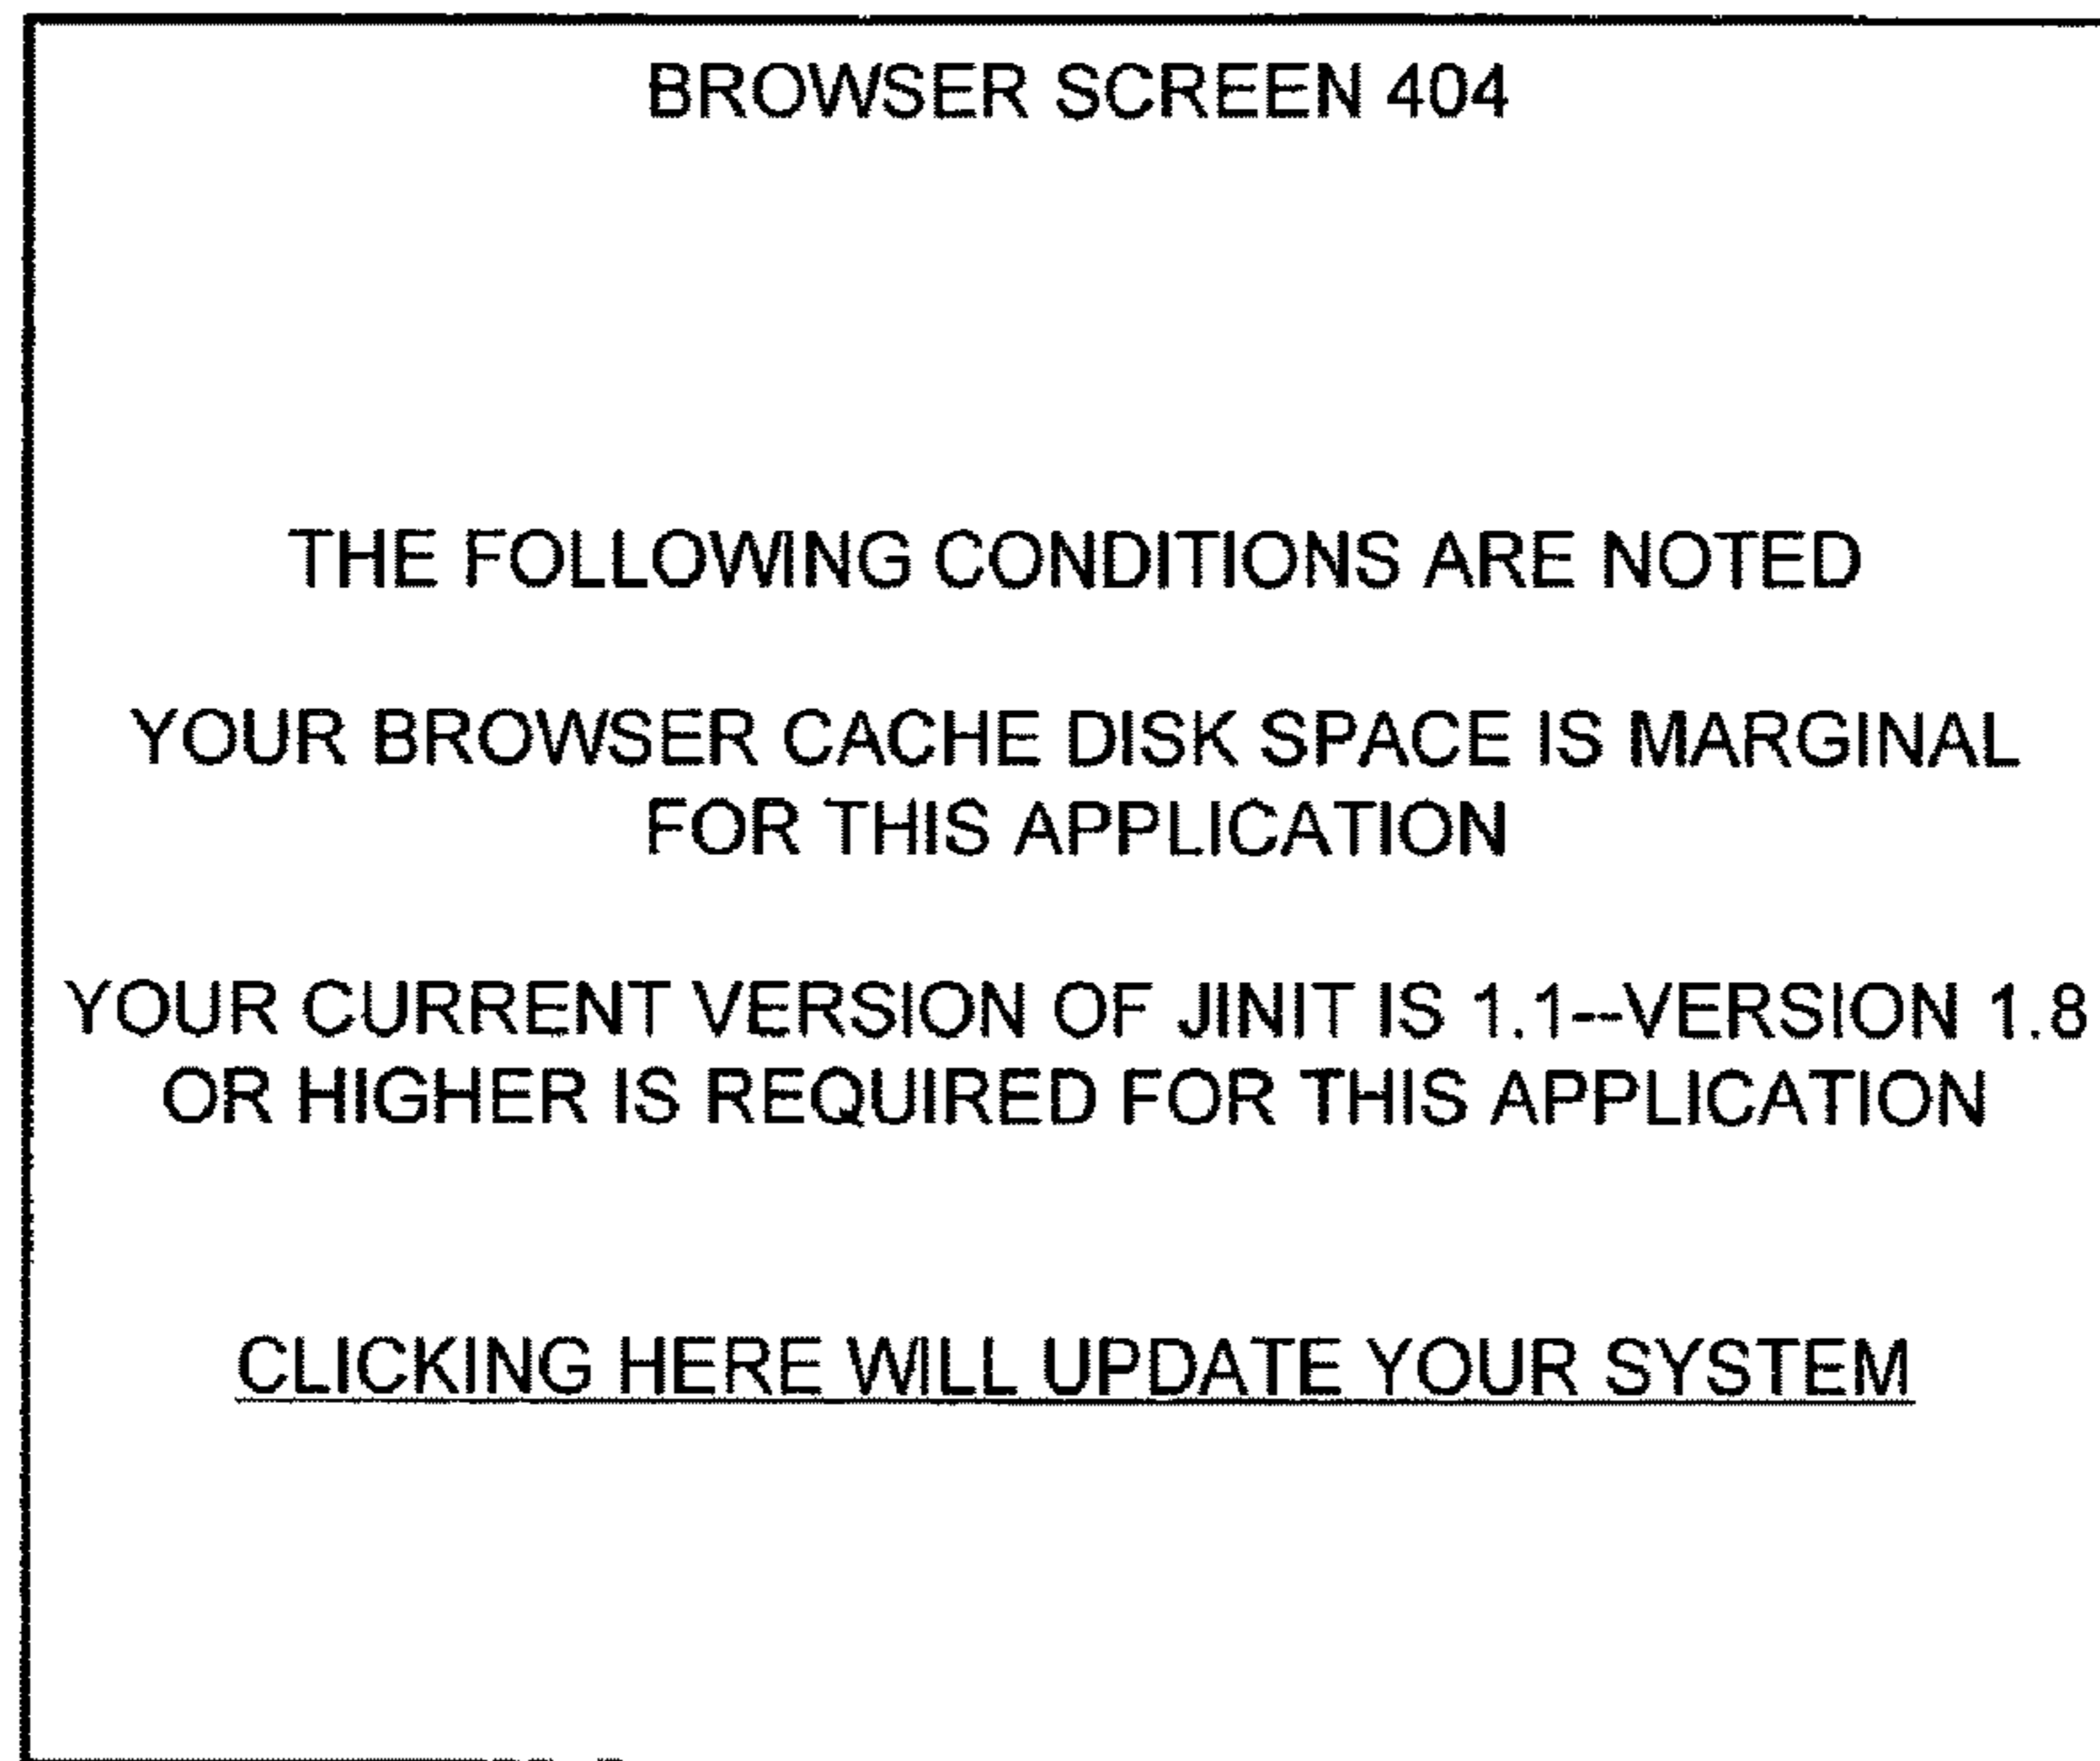 BROWSER SCREEN 404
THE FOLLOWING CONDITIONS ARE NOTED
YOUR BROWSER CACHE DISK SPACE IS MARGINAL
FOR THIS APPLICATION
YOUR CURRENT VERSION OF JINIT IS 1.1--VERSION 1.8
OR HIGHER IS REQUIRED FOR THIS APPLICATION
CLICKING HERE WILL UPDATE YOUR SYSTEM